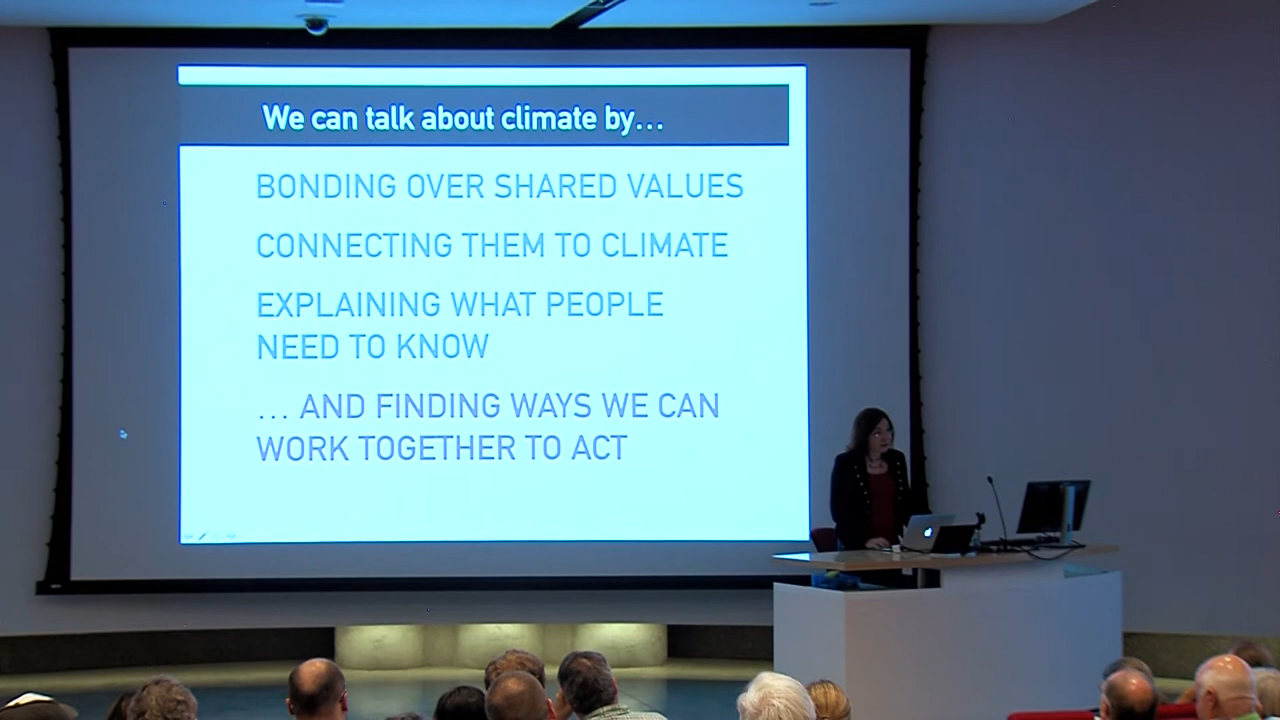 We can talk about climate by...
BONDING OVER SHARED VALUES
CONNECTING THEM TO CLIMATE
EXPLAINING WHAT PEOPLE
NEED TO KNOW
... AND FINDING WAYS WE CAN
WORK TOGETHER TO ACT